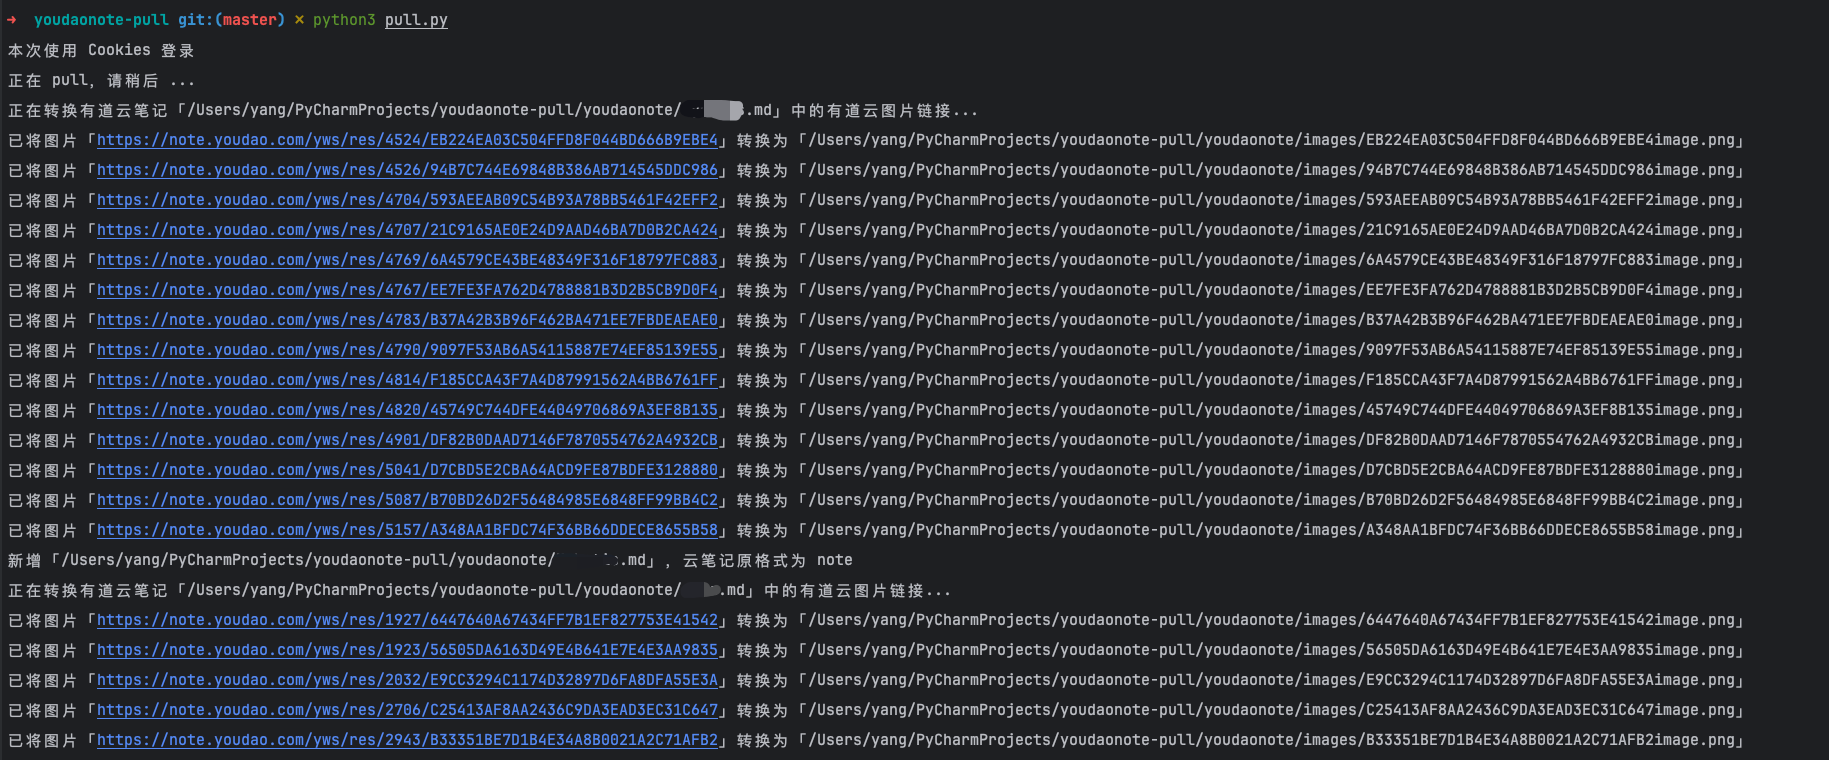 → youdaonote-pull git:(master) × python3 pull.py
本次使用 Cookies 登录
正在 pull，请稍后 ...
正在转换有道云笔记「/Users/yang/PyCharmProjects/youdaonote-pull/youdaonote/ .md」中的有道云图片链接...
已将图片「https://note.youdao.com/yws/res/4524/EB224EA03C504FFD8F044BD666B9EBE4」转换为「/Users/yang/PyCharmProjects/youdaonote-pull/youdaonote/images/EB224EA03C504FFD8F044BD666B9EBE4image.png」
已将图片「https://note.youdao.com/yws/res/4526/94B7C744E69848B386AB714545DDC986」转换为「/Users/yang/PyCharmProjects/youdaonote-pull/youdaonote/images/94B7C744E69848B386AB714545DDC986image.png」
已将图片「https://note.youdao.com/yws/res/4704/593AEEAB09C54B93A78BB5461F42EFF2」转换为「/Users/yang/PyCharmProjects/youdaonote-pull/youdaonote/images/593AEEAB09C54B93A78BB5461F42EFF2image.png」
已将图片「https://note.youdao.com/yws/res/4707/21C9165AE0E24D9AAD46BA7D0B2CA424」转换为「/Users/yang/PyCharmProjects/youdaonote-pull/youdaonote/images/21C9165AE0E24D9AAD46BA7D0B2CA424image.png」
已将图片「https://note.youdao.com/yws/res/4769/6A4579CE43BE48349F316F18797FC883」转换为「/Users/yang/PyCharmProjects/youdaonote-pull/youdaonote/images/6A4579CE43BE48349F316F18797FC883image.png」
已将图片「https://note.youdao.com/yws/res/4767/EE7FE3FA762D4788881B3D2B5CB9D0F4」转换为「/Users/yang/PyCharmProjects/youdaonote-pull/youdaonote/images/EE7FE3FA762D4788881B3D2B5CB9D0F4image.png」
已将图片「https://note.youdao.com/yws/res/4783/B37A42B3B96F462BA471EE7FBDEAEAE0」转换为「/Users/yang/PyCharmProjects/youdaonote-pull/youdaonote/images/B37A42B3B96F462BA471EE7FBDEAEAE0image.png」
已将图片「https://note.youdao.com/yws/res/4790/9097F53AB6A54115887E74EF85139E55」转换为「/Users/yang/PyCharmProjects/youdaonote-pull/youdaonote/images/9097F53AB6A54115887E74EF85139E55image.png」
已将图片「https://note.youdao.com/yws/res/4814/F185CCA43F7A4D87991562A4BB6761FF」转换为「/Users/yang/PyCharmProjects/youdaonote-pull/youdaonote/images/F185CCA43F7A4D87991562A4BB6761FFimage.png」
已将图片「https://note.youdao.com/yws/res/4820/45749C744DFE44049706869A3EF8B135」转换为「/Users/yang/PyCharmProjects/youdaonote-pull/youdaonote/images/45749C744DFE44049706869A3EF8B135image.png」
已将图片「https://note.youdao.com/yws/res/4901/DF82B0DAAD7146F7870554762A4932CB」转换为「/Users/yang/PyCharmProjects/youdaonote-pull/youdaonote/images/DF82B0DAAD7146F7870554762A4932CBimage.png」
已将图片「https://note.youdao.com/yws/res/5041/D7CBD5E2CBA64ACD9FE87BDFE3128880」转换为「/Users/yang/PyCharmProjects/youdaonote-pull/youdaonote/images/D7CBD5E2CBA64ACD9FE87BDFE3128880image.png」
已将图片「https://note.youdao.com/yws/res/5087/B70BD26D2F56484985E6848FF99BB4C2」转换为「/Users/yang/PyCharmProjects/youdaonote-pull/youdaonote/images/B70BD26D2F56484985E6848FF99BB4C2image.png」
已将图片「https://note.youdao.com/yws/res/5157/A348AA1BFDC74F36BB66DDECE8655B58」转换为「/Users/yang/PyCharmProjects/youdaonote-pull/youdaonote/images/A348AA1BFDC74F36BB66DDECE8655B58image.png」
新增「/Users/yang/PyCharmProjects/youdaonote-pull/youdaonote/ .md」，云笔记原格式为 note
正在转换有道云笔记「/Users/yang/PyCharmProjects/youdaonote-pull/youdaonote/ .md」中的有道云图片链接...
已将图片「https://note.youdao.com/yws/res/1927/6447640A67434FF7B1EF827753E41542」转换为「/Users/yang/PyCharmProjects/youdaonote-pull/youdaonote/images/6447640A67434FF7B1EF827753E41542image.png」
已将图片「https://note.youdao.com/yws/res/1923/56505DA6163D49E4B641E7E4E3AA9835」转换为「/Users/yang/PyCharmProjects/youdaonote-pull/youdaonote/images/56505DA6163D49E4B641E7E4E3AA9835image.png」
已将图片「https://note.youdao.com/yws/res/2032/E9CC3294C1174D32897D6FA8DFA55E3A」转换为「/Users/yang/PyCharmProjects/youdaonote-pull/youdaonote/images/E9CC3294C1174D32897D6FA8DFA55E3Aimage.png」
已将图片「https://note.youdao.com/yws/res/2706/C25413AF8AA2436C9DA3EAD3EC31C647」转换为「/Users/yang/PyCharmProjects/youdaonote-pull/youdaonote/images/C25413AF8AA2436C9DA3EAD3EC31C647image.png」
已将图片「https://note.youdao.com/yws/res/2943/B33351BE7D1B4E34A8B0021A2C71AFB2」转换为「/Users/yang/PyCharmProjects/youdaonote-pull/youdaonote/images/B33351BE7D1B4E34A8B0021A2C71AFB2image.png」